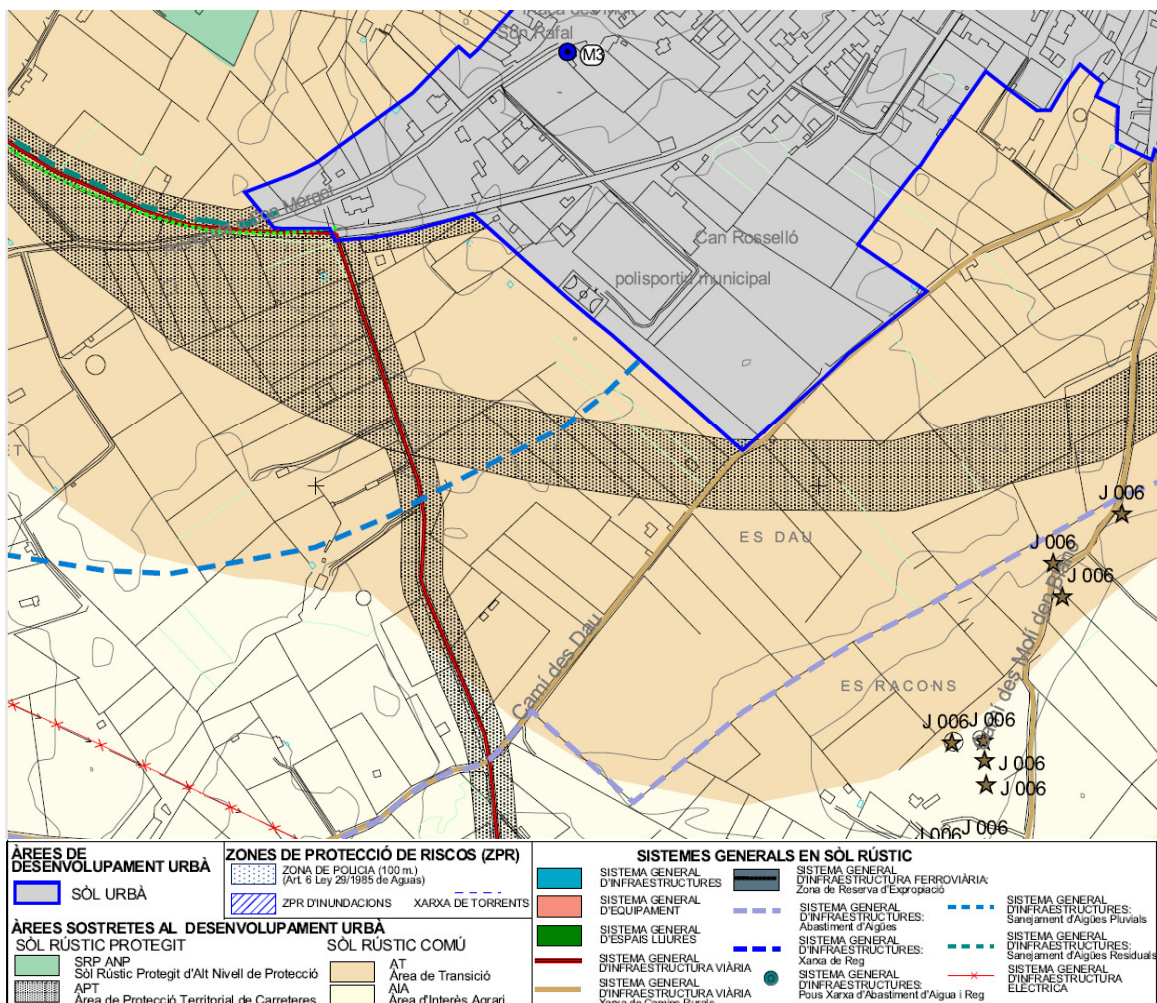 Son Rafal
M3
Can Rosselló
polisportiu municipal
ET
J 006
ES DAU
J 006
J 006
Camí des Dau
ES RACONS
J 006
J 006
J 006
J 006
J 006
J 006
ÀREES DE
DESENVOLUPAMENT URBÀ
SÒL URBÀ
ZONES DE PROTECCIÓ DE RISCOS (ZPR)
ZONA DE POLICIA (100 m.)
(Art. 6 Ley 29/1985 de Aguas)
ZPR D'INUNDACIONS
XARXA DE TORRENTS
ÀREES SOSTRETES AL DESENVOLUPAMENT URBÀ
SÒL RÚSTIC PROTEGIT
SRP ANP
Sòl Rústic Protegit d'Alt Nivell de Protecció
APT
Àrea de Protecció Territorial de Carreteres
SÒL RÚSTIC COMÚ
AT
Àrea de Transició
AIA
Àrea d'Interès Agrari
SISTEMES GENERALS EN SÒL RÚSTIC
SISTEMA GENERAL
D'INFRAESTRUCTURES
SISTEMA GENERAL
D'EQUIPAMENT
SISTEMA GENERAL
D'ESPAIS LLIURES
SISTEMA GENERAL
D'INFRAESTRUCTURA VIÀRIA
SISTEMA GENERAL
D'INFRAESTRUCTURA VIÀRIA
Xarxa de Camins Rurals
SISTEMA GENERAL
D'INFRAESTRUCTURA FERROVIÀRIA:
Zona de Reserva d'Expropiació
SISTEMA GENERAL
D'INFRAESTRUCTURES:
Abastiment d'Aigües
SISTEMA GENERAL
D'INFRAESTRUCTURES:
Xarxa de Reg
SISTEMA GENERAL
D'INFRAESTRUCTURES:
Pous Xarxa d'Abastiment d'Aigua i Reg
SISTEMA GENERAL
D'INFRAESTRUCTURES:
Sanejament d'Aigües Pluvials
SISTEMA GENERAL
D'INFRAESTRUCTURES:
Sanejament d'Aigües Residuals
SISTEMA GENERAL
D'INFRAESTRUCTURA
ELÈCTRICA